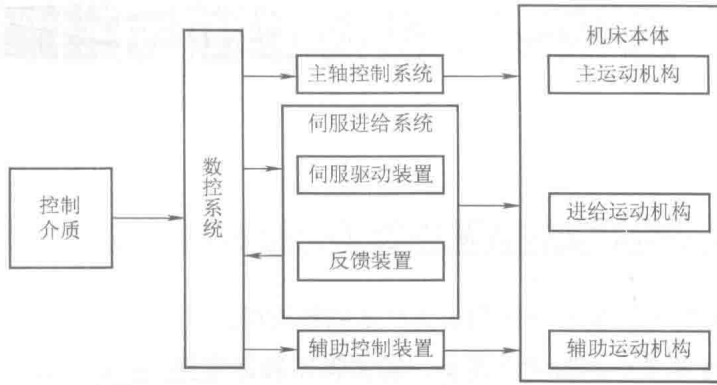 控制
介质
数控系统
主轴控制系统
伺服进给系统
伺服驱动装置
反馈装置
辅助控制装置
机床本体
主运动机构
进给运动机构
辅助运动机构